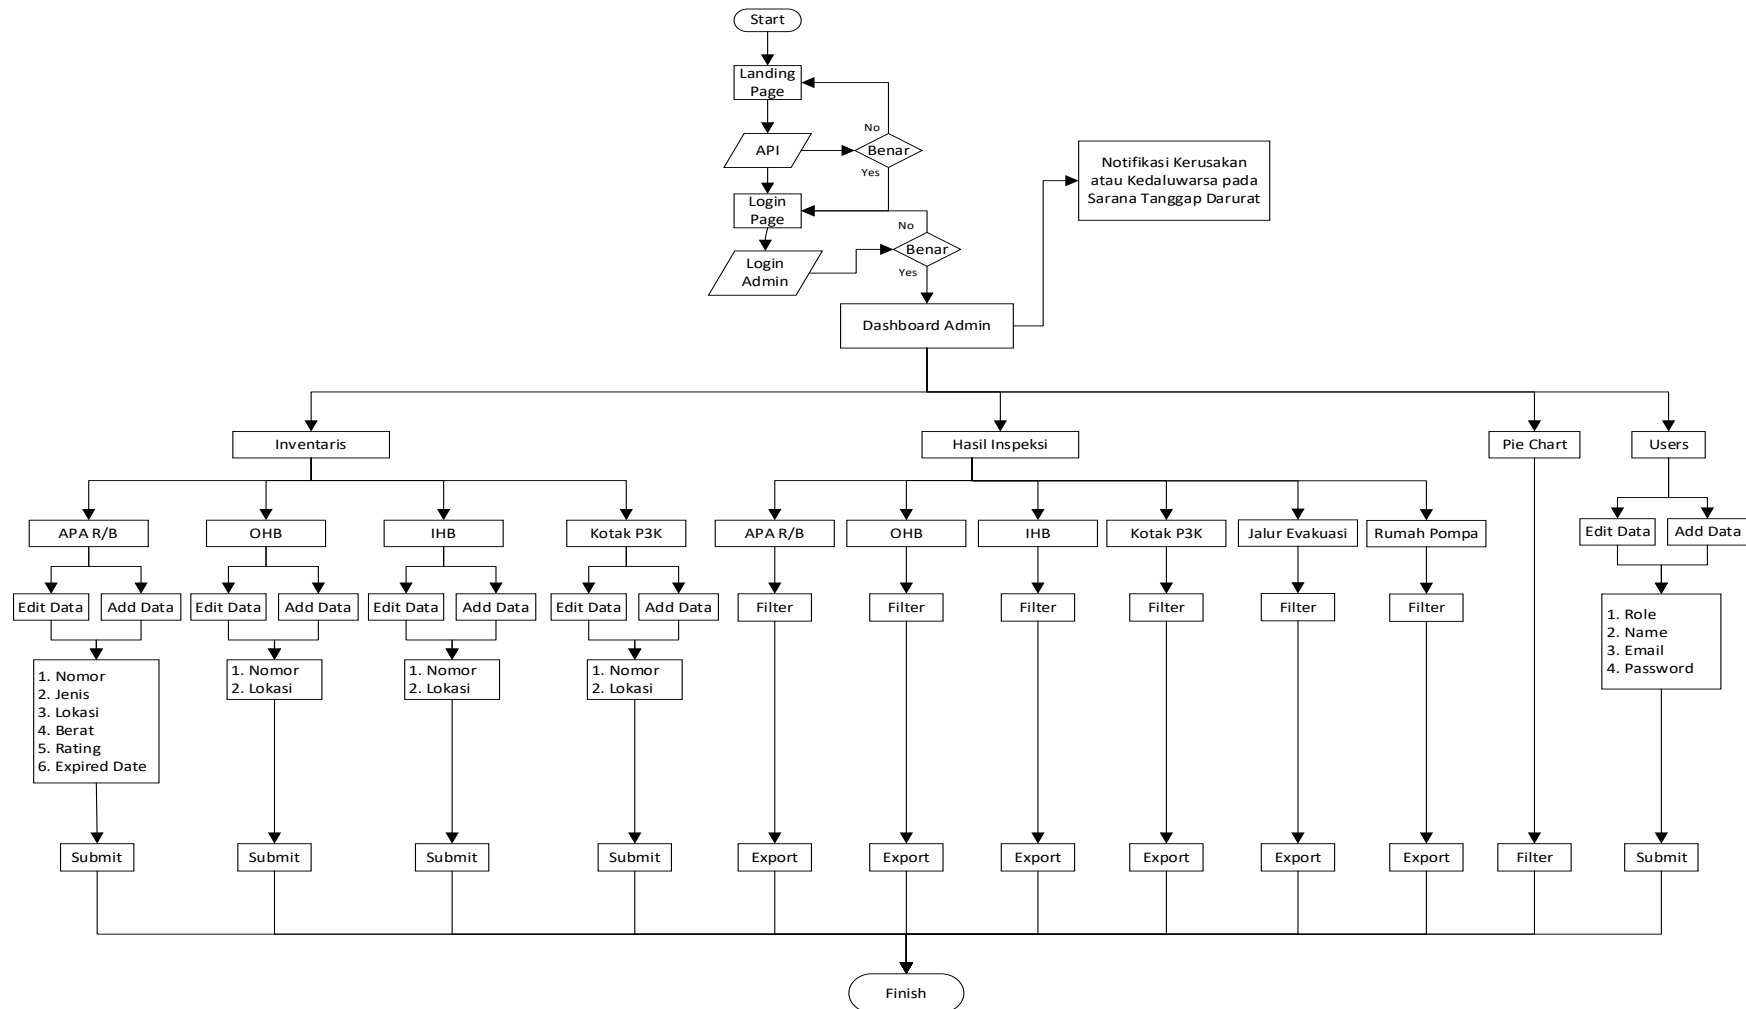 Start
Landing
Page
No
API
Benar
Yes
Login
Page
No
Login
Admin
Benar
Yes
Notifikasi Kerusakan
atau Kedaluwarsa pada
Sarana Tanggap Darurat
Dashboard Admin
Inventaris
Hasil Inspeksi
Pie Chart
Users
APA R/B
OHB
IHB
Kotak P3K
APA R/B
OHB
IHB
Kotak P3K
Jalur Evakuasi
Rumah Pompa
Edit Data
Add Data
Edit Data
Add Data
Edit Data
Add Data
Edit Data
Add Data
Edit Data
Add Data
Filter
Filter
Filter
Filter
Filter
Filter
1. Nomor
2. Jenis
3. Lokasi
4. Berat
5. Rating
6. Expired Date
1. Nomor
2. Lokasi
1. Nomor
2. Lokasi
1. Nomor
2. Lokasi
1. Role
2. Name
3. Email
4. Password
Submit
Submit
Submit
Submit
Export
Export
Export
Export
Export
Export
Filter
Submit
Finish